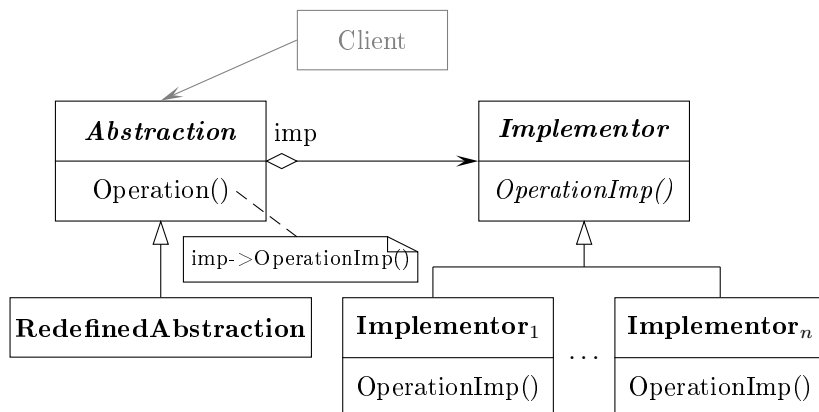 Client
Abstraction
imp
Implementor
Operation()
OperationImp()
imp->OperationImp()
RedefinedAbstraction
Implementor₁
...
Implementorₙ
OperationImp()
OperationImp()